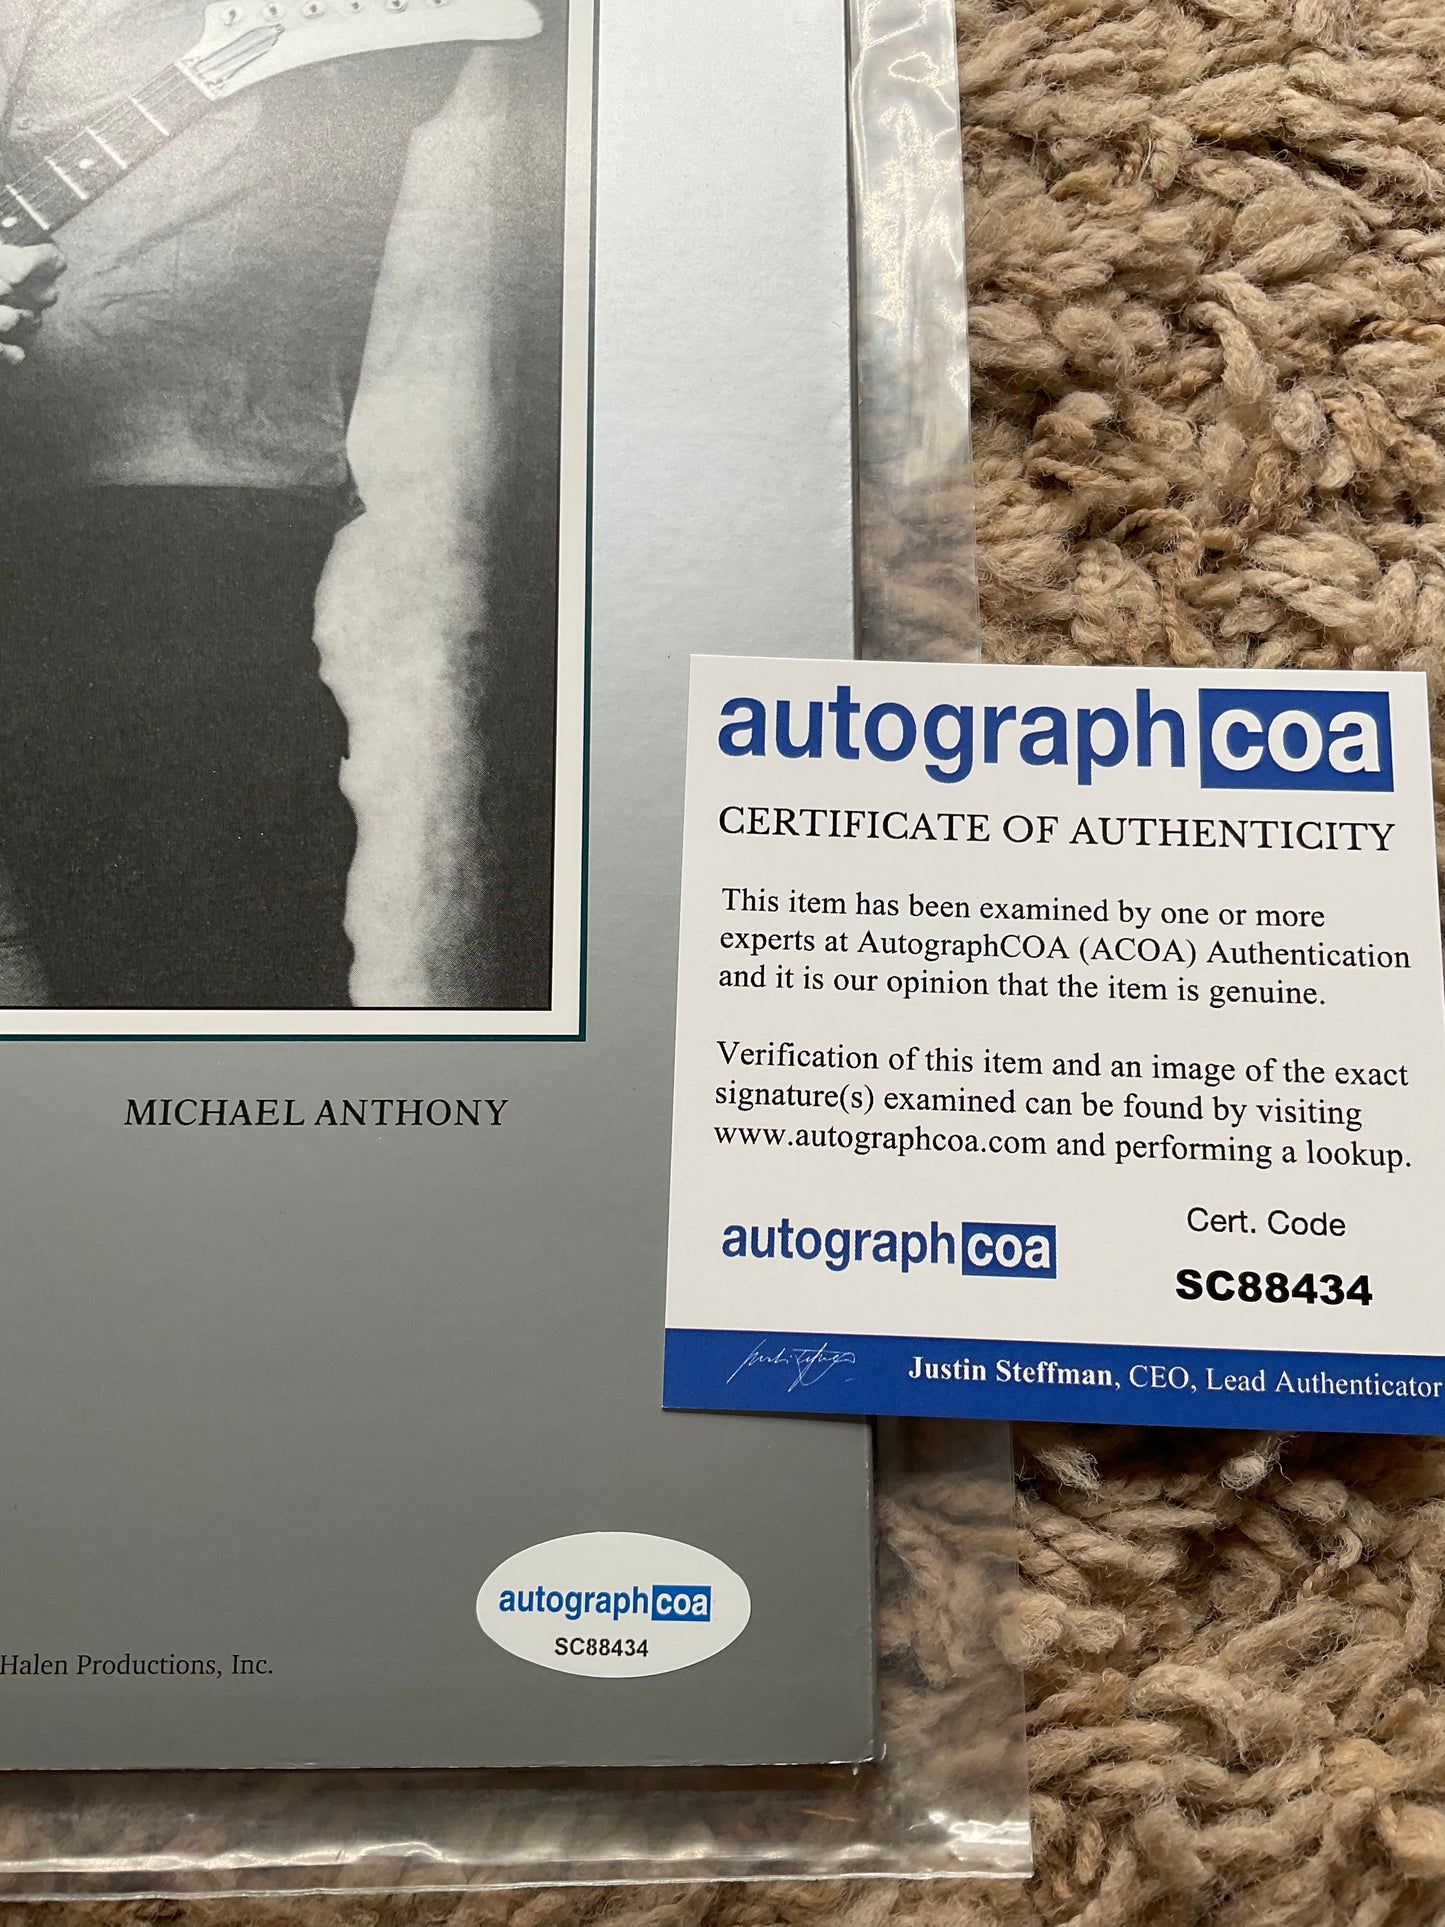 autographcoa
CERTIFICATE OF AUTHENTICITY
This item has been examined by one or more
experts at AutographCOA (ACOA) Authentication
and it is our opinion that the item is genuine.
Verification of this item and an image of the exact
signature(s) examined can be found by visiting
www.autographcoa.com and performing a lookup.
autographcoa
Cert. Code
SC88434
Justin Steffman, CEO, Lead Authenticator
MICHAEL ANTHONY
autographcoa
SC88434
Halen Productions, Inc.